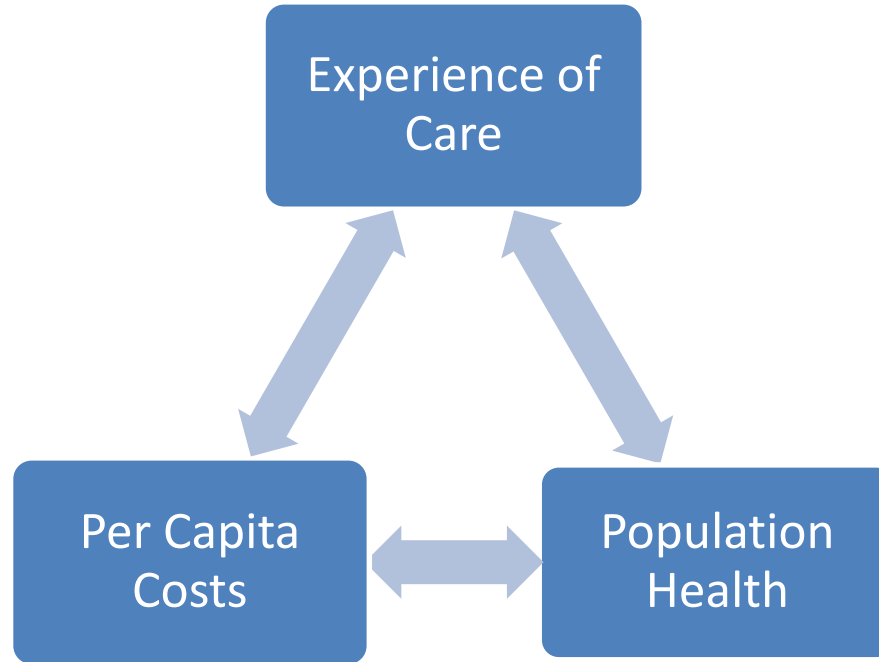 Experience of
Care
Per Capita
Costs
Population
Health